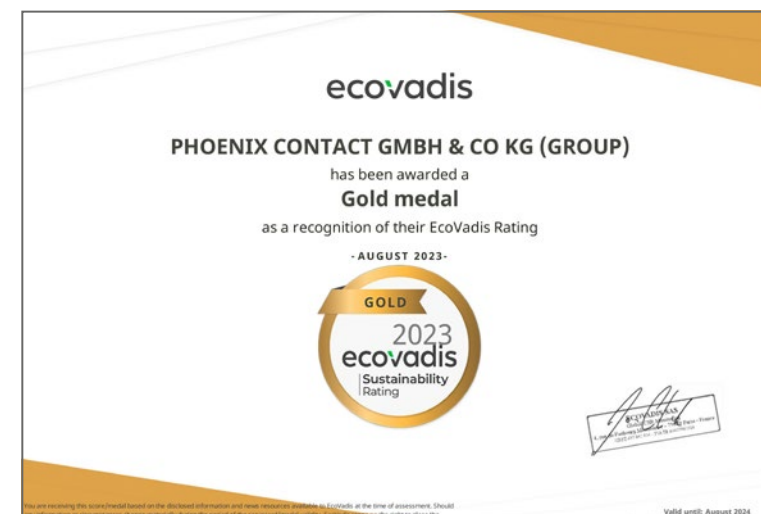 ecovadis
PHOENIX CONTACT GMBH & CO KG (GROUP)
has been awarded a
Gold medal
as a recognition of their EcoVadis Rating
- AUGUST 2023-
GOLD
2023
ecovadis
Sustainability
Rating
ECOVADIS SAS
You are receiving this score/medal based on the disclosed information and news resources available to EcoVadis at the time of assessment. Should
Valid until: August 2024